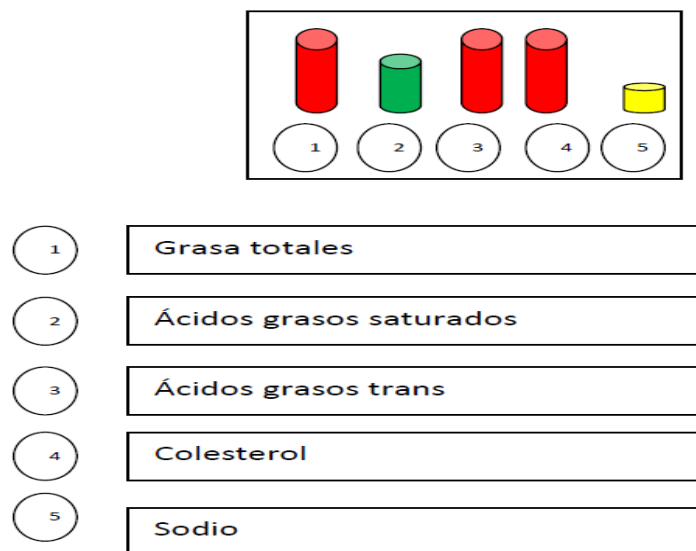 1 2 3 4 5
1 Grasa totales
2 Ácidos grasos saturados
3 Ácidos grasos trans
4 Colesterol
5 Sodio